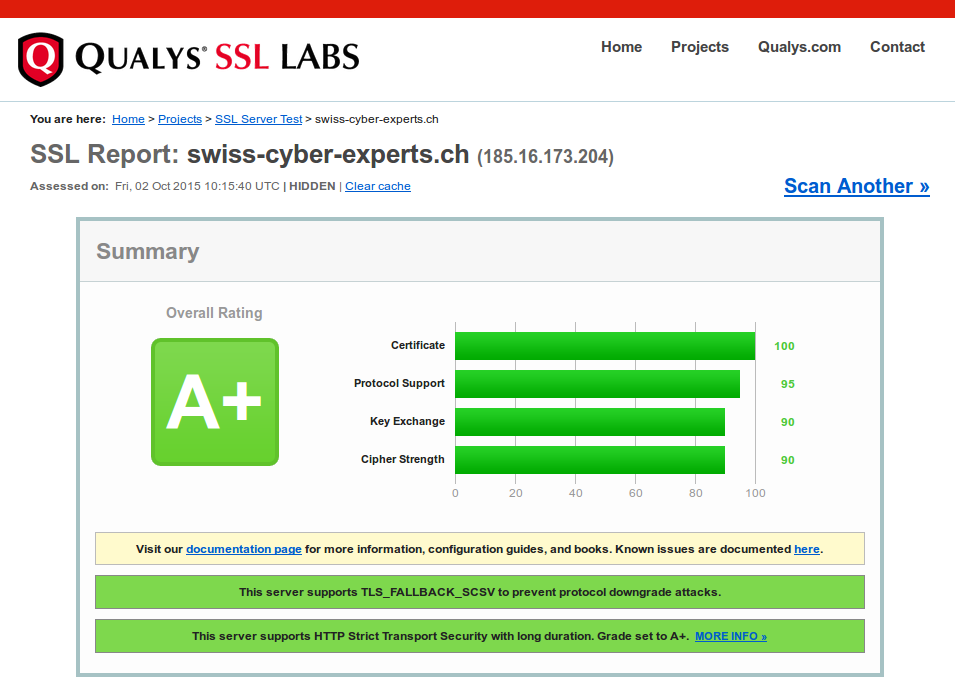 QUALYS® SSL LABS
Home Projects Qualys.com Contact
You are here: Home > Projects > SSL Server Test > swiss-cyber-experts.ch
SSL Report: swiss-cyber-experts.ch (185.16.173.204)
Assessed on: Fri, 02 Oct 2015 10:15:40 UTC | HIDDEN | Clear cache
Scan Another »
Summary
Overall Rating
A+
Certificate 100
Protocol Support 95
Key Exchange 90
Cipher Strength 90
0 20 40 60 80 100
Visit our documentation page for more information, configuration guides, and books. Known issues are documented here.
This server supports TLS_FALLBACK_SCSV to prevent protocol downgrade attacks.
This server supports HTTP Strict Transport Security with long duration. Grade set to A+. MORE INFO »